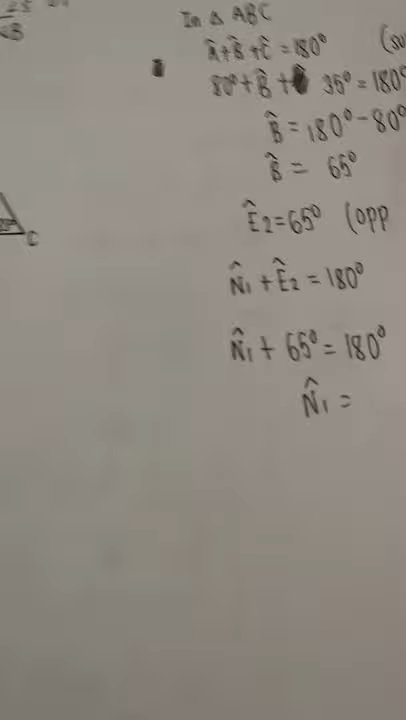 In △ ABC
Â+B̂+Ĉ=180°
80°+B̂+ 35°=180°
B̂=180°-80°
B̂= 65°
Ê2=65° (opp
N̂1+Ê2=180°
N̂1+65°=180°
N̂1=
C